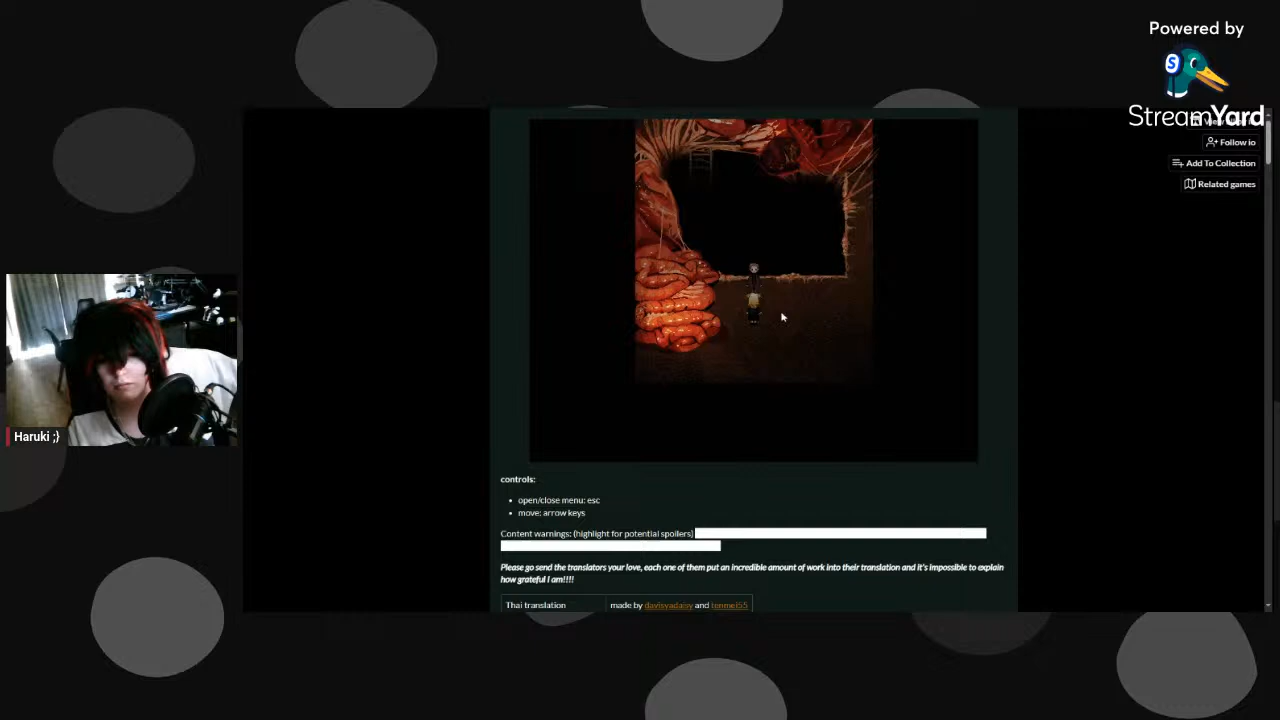 Powered by
S
StreamYard
Follow io
Add To Collection
Related games
Haruki ;}
controls:
open/close menu: esc
move: arrow keys
Content warnings: (highlight for potential spoilers)
Please go send the translators your love, each one of them put an incredible amount of work into their translation and it's impossible to explain
how grateful I am!!!!
Thai translation made by davisyadaisy and tenmei55